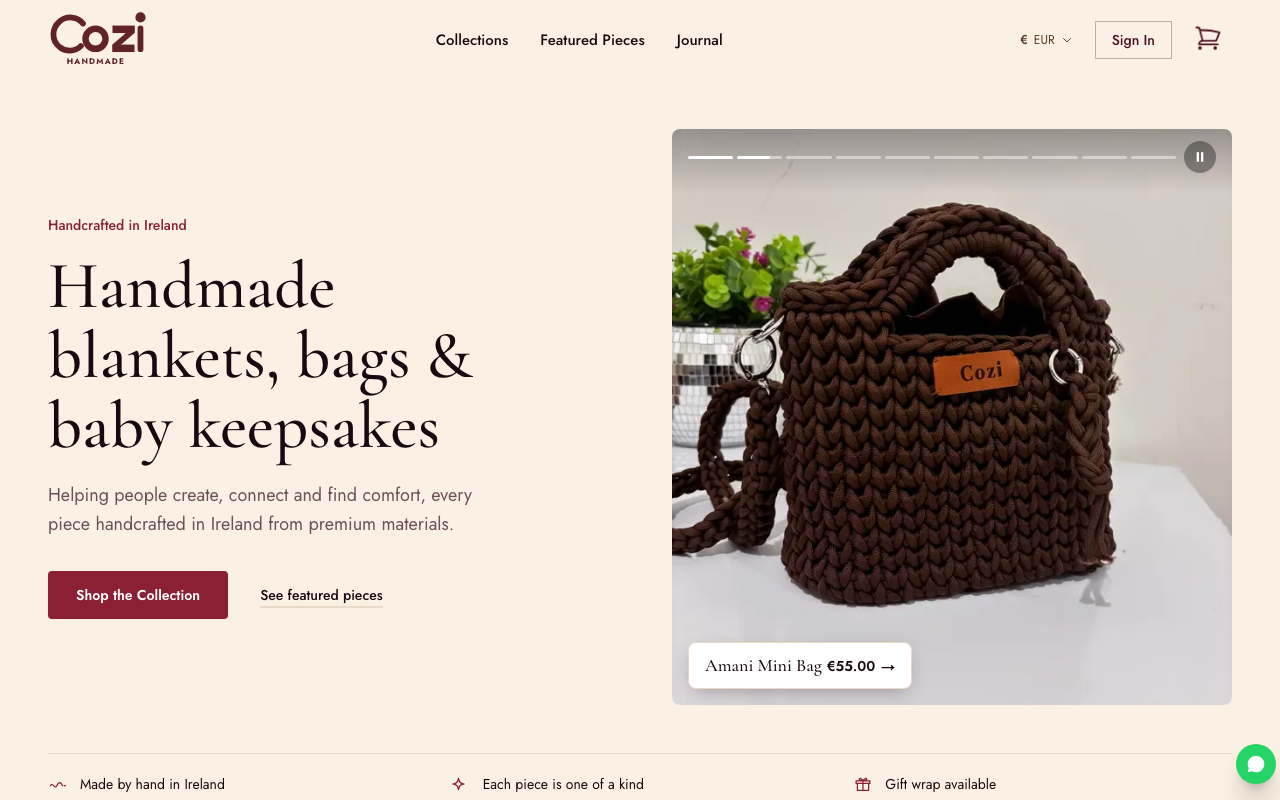 Cozi
HANDMADE
Collections
Featured Pieces
Journal
€ EUR
Sign In
Handcrafted in Ireland
Handmade
blankets, bags &
baby keepsakes
Helping people create, connect and find comfort, every
piece handcrafted in Ireland from premium materials.
Shop the Collection
See featured pieces
Cozi
Amani Mini Bag €55.00 →
Made by hand in Ireland
Each piece is one of a kind
Gift wrap available